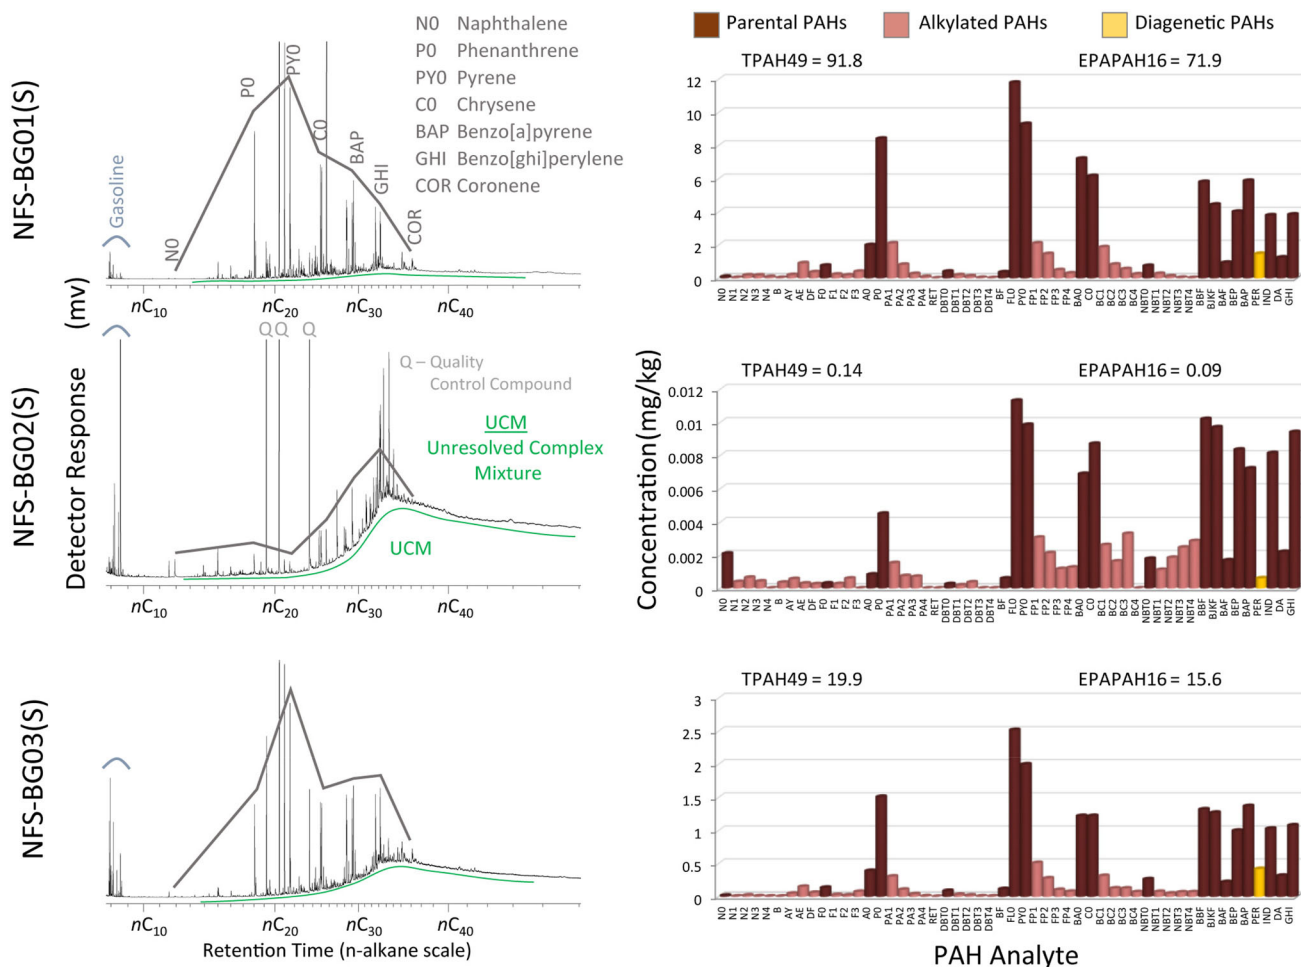 Parental PAHs
Alkylated PAHs
Diagenetic PAHs
NFS-BG01(S)
Gasoline
N0
P0
PY0
C0
BAP
GHI
COR
N0 Naphthalene
P0 Phenanthrene
PY0 Pyrene
C0 Chrysene
BAP Benzo[a]pyrene
GHI Benzo[ghi]perylene
COR Coronene
nC10
nC20
nC30
nC40
TPAH49 = 91.8
EPAPAH16 = 71.9
12
10
8
6
4
2
0
N0 N1 N2 N3 N4 B AY AE DF F0 F1 F2 F3 A0 P0 PA1 PA2 PA3 PA4 RET DBT0 DBT1 DBT2 DBT3 DBT4 BF FL0 PY0 FP1 FP2 FP3 FP4 BA0 C0 BC1 BC2 BC3 BC4 NBT0 NBT1 NBT2 NBT3 NBT4 BBF BJKF BAF BEP BAP PER IND DA GHI
NFS-BG02(S)
Detector Response (mv)
Q Q Q
Q – Quality
Control Compound
UCM
Unresolved Complex
Mixture
UCM
nC10
nC20
nC30
nC40
Concentration (mg/kg)
TPAH49 = 0.14
EPAPAH16 = 0.09
0.012
0.01
0.008
0.006
0.004
0.002
0
N0 N1 N2 N3 N4 B AY AE DF F0 F1 F2 F3 A0 P0 PA1 PA2 PA3 PA4 RET DBT0 DBT1 DBT2 DBT3 DBT4 BF FL0 PY0 FP1 FP2 FP3 FP4 BA0 C0 BC1 BC2 BC3 BC4 NBT0 NBT1 NBT2 NBT3 NBT4 BBF BJKF BAF BEP BAP PER IND DA GHI
NFS-BG03(S)
nC10
nC20
nC30
nC40
Retention Time (n-alkane scale)
TPAH49 = 19.9
EPAPAH16 = 15.6
3
2.5
2
1.5
1
0.5
0
N0 N1 N2 N3 N4 B AY AE DF F0 F1 F2 F3 A0 P0 PA1 PA2 PA3 PA4 RET DBT0 DBT1 DBT2 DBT3 DBT4 BF FL0 PY0 FP1 FP2 FP3 FP4 BA0 C0 BC1 BC2 BC3 BC4 NBT0 NBT1 NBT2 NBT3 NBT4 BBF BJKF BAF BEP BAP PER IND DA GHI
PAH Analyte